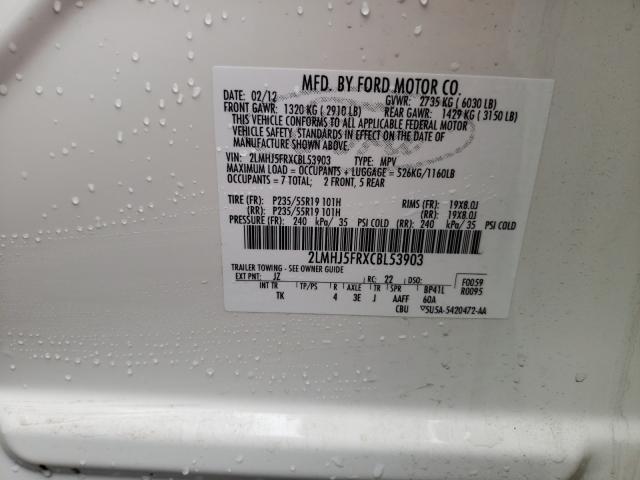 MFD. BY FORD MOTOR CO.
DATE: 02/12 GVWR: 2735 KG ( 6030 LB)
FRONT GAWR: 1320 KG ( 2910 LB) REAR GAWR: 1429 KG ( 3150 LB)
THIS VEHICLE CONFORMS TO ALL APPLICABLE FEDERAL MOTOR
VEHICLE SAFETY STANDARDS IN EFFECT ON THE DATE OF
MANUFACTURE SHOWN ABOVE.
VIN: 2LMHJ5FRXCBL53903 TYPE: MPV
MAXIMUM LOAD = OCCUPANTS + LUGGAGE = 526KG/1160LB
OCCUPANTS = 7 TOTAL; 2 FRONT, 5 REAR
TIRE (FR): P235/55R19 101H RIMS (FR): 19X8.0J
(RR): P235/55R19 101H (RR): 19X8.0J
PRESSURE (FR): 240 kPa/ 35 PSI COLD (RR): 240 kPa/ 35 PSI COLD
2LMHJ5FRXCBL53903
TRAILER TOWING - SEE OWNER GUIDE
EXT PNT: JZ RC: 22 DSO: F0059
INT TR TP/PS R AXLE TR SPR BP41L R0095
TK 4 3E J AAFF 60A
CBU 5U5A-5420472-AA